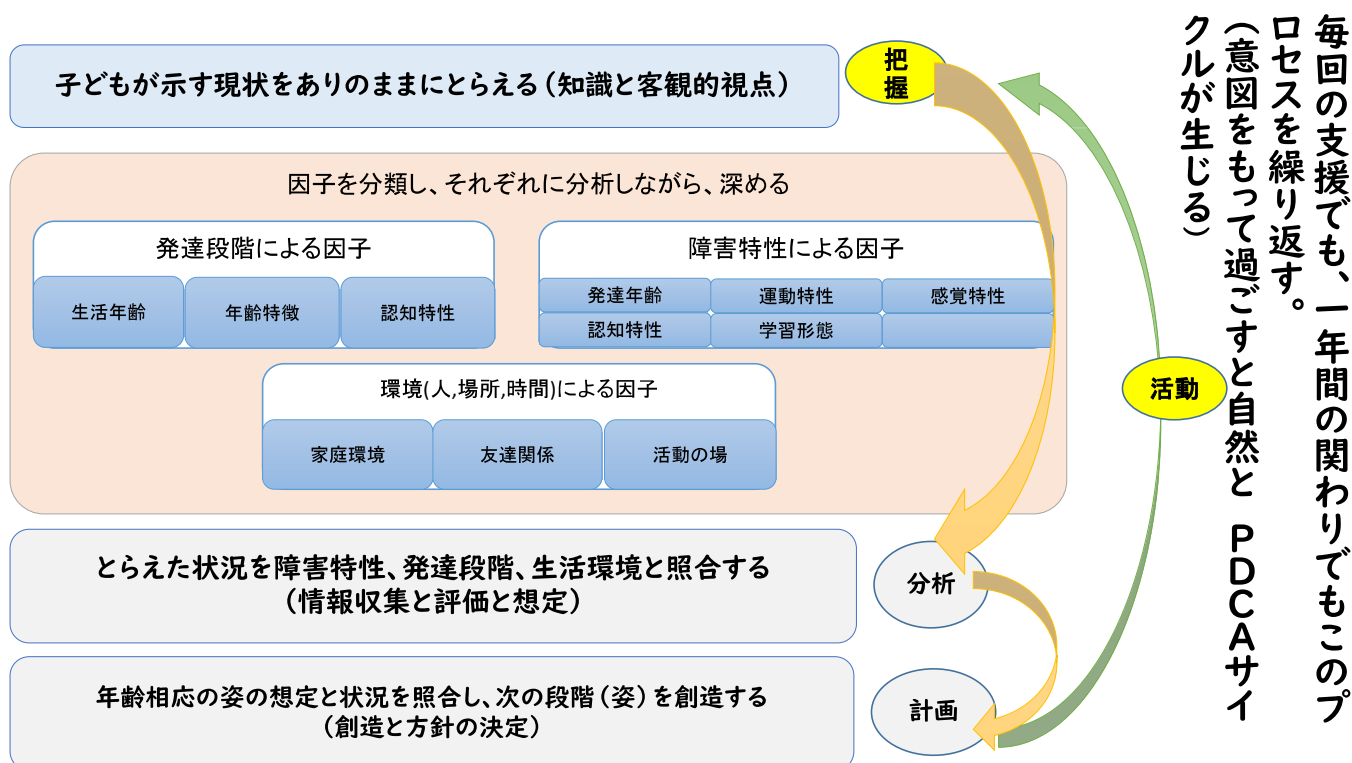 子どもが示す現状をありのままにとらえる（知識と客観的視点）
把
握
因子を分類し、それぞれに分析しながら、深める
発達段階による因子
生活年齢
年齢特徴
認知特性
障害特性による因子
発達年齢
運動特性
感覚特性
認知特性
学習形態
環境(人,場所,時間)による因子
家庭環境
友達関係
活動の場
とらえた状況を障害特性、発達段階、生活環境と照合する
（情報収集と評価と想定）
分析
年齢相応の姿の想定と状況を照合し、次の段階（姿）を創造する
（創造と方針の決定）
計画
活動
毎回の支援でも、一年間の関わりでもこのプ
ロセスを繰り返す。
（意図をもって過ごすと自然と PDCAサイ
クルが生じる）